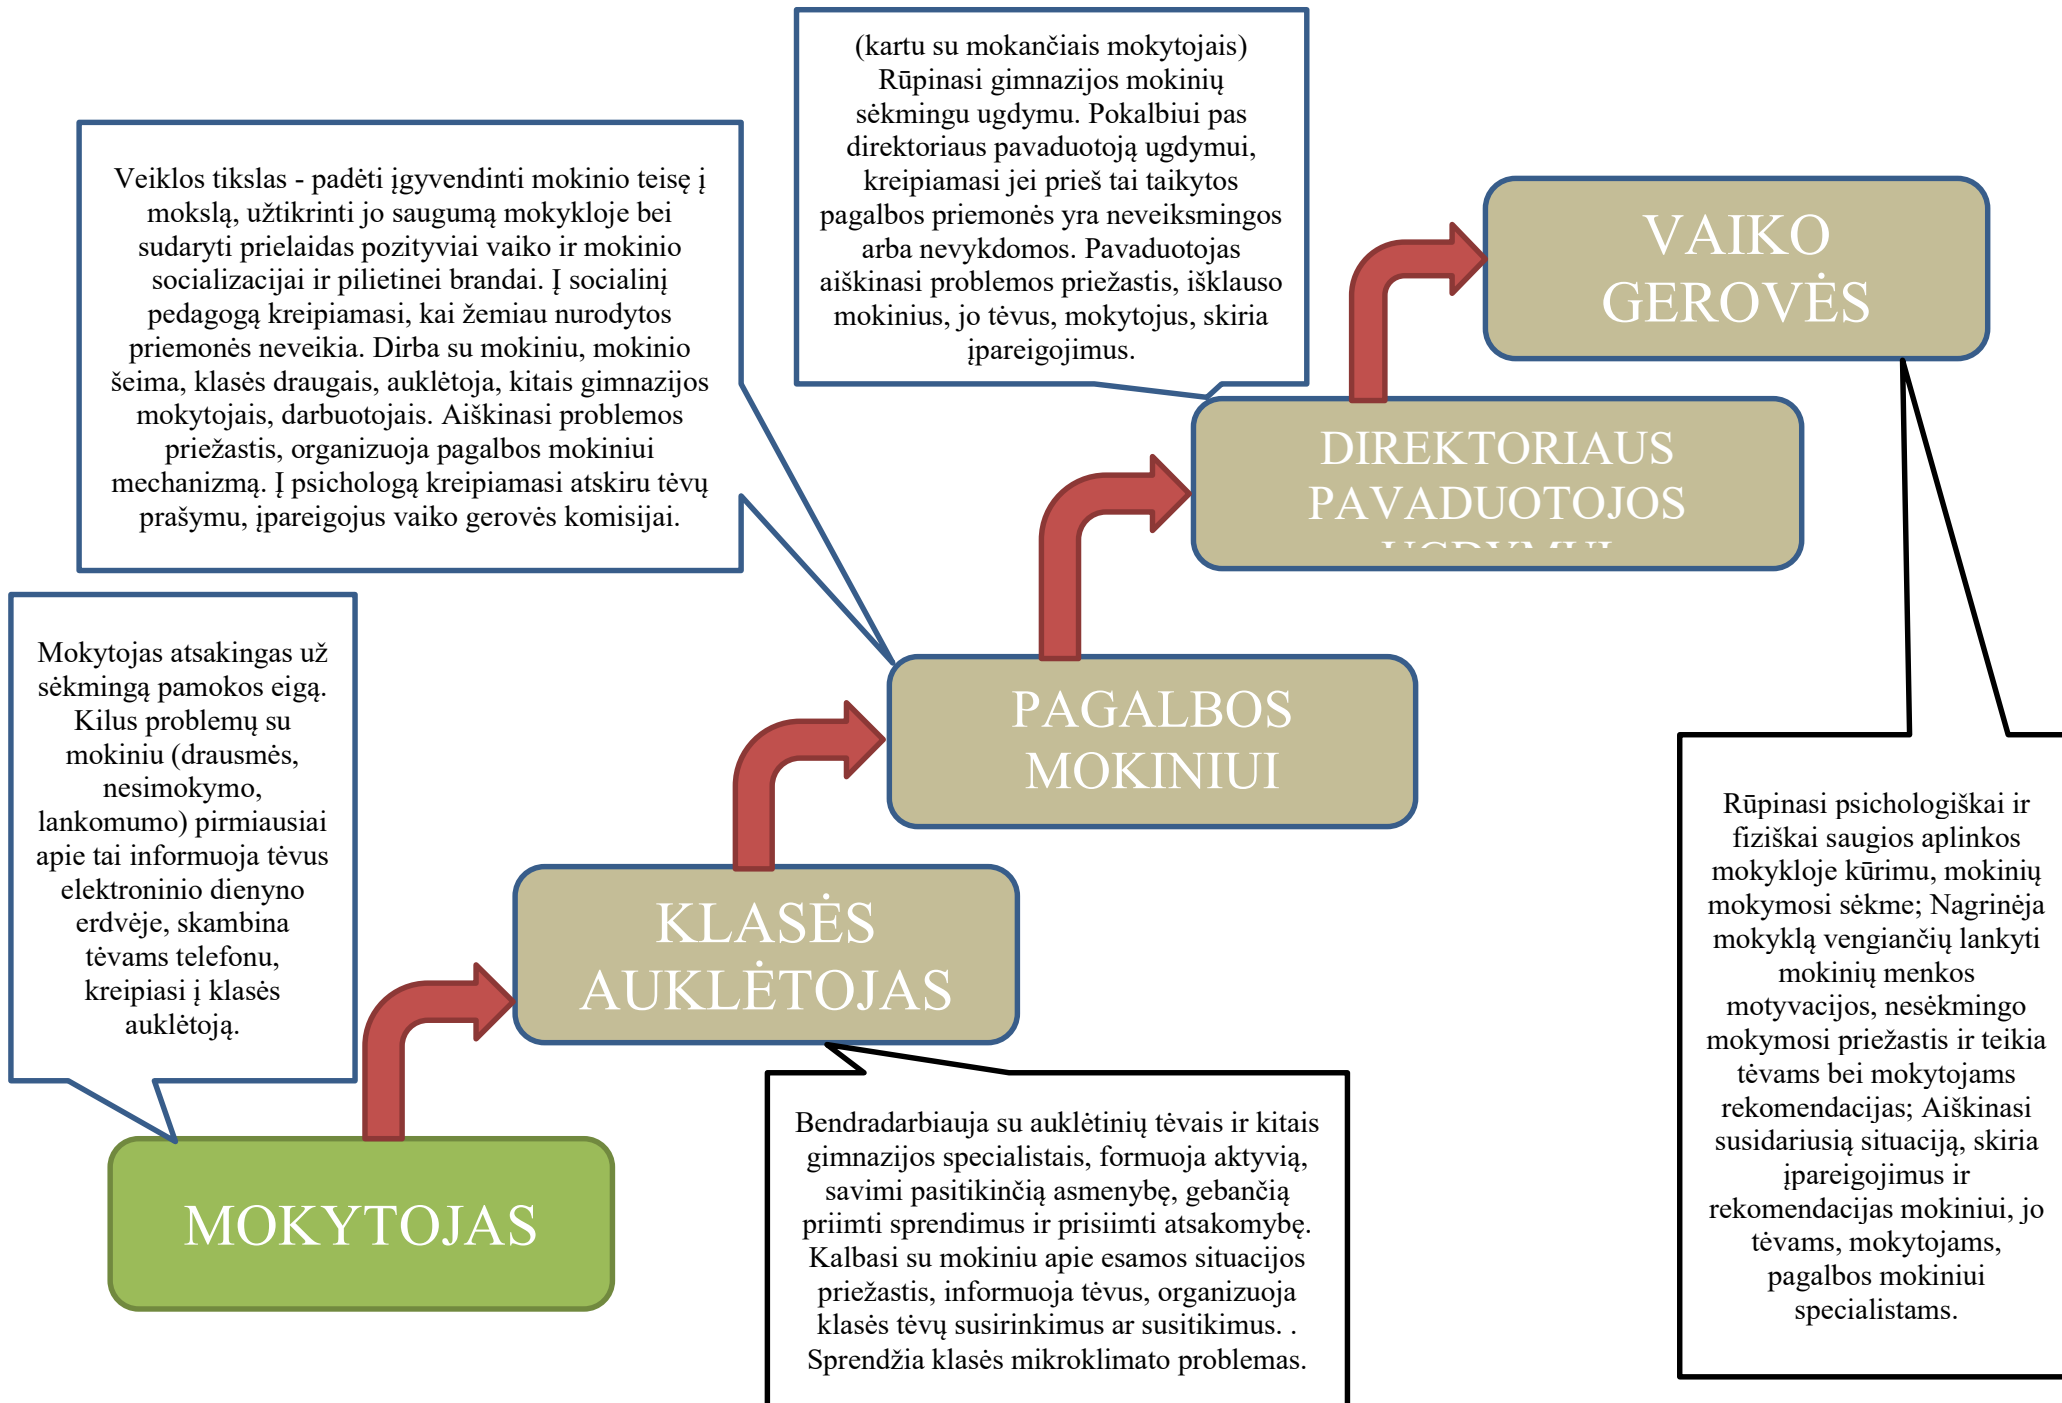 (kartu su mokančiais mokytojais)
Rūpinasi gimnazijos mokinių
sėkmingu ugdymu. Pokalbiui pas
direktoriaus pavaduotoją ugdymui,
kreipiamasi jei prieš tai taikytos
pagalbos priemonės yra neveiksmingos
arba nevykdomos. Pavaduotojas
aiškinasi problemos priežastis, išklauso
mokinius, jo tėvus, mokytojus, skiria
įpareigojimus.
Veiklos tikslas - padėti įgyvendinti mokinio teisę į
mokslą, užtikrinti jo saugumą mokykloje bei
sudaryti prielaidas pozityviai vaiko ir mokinio
socializacijai ir pilietinei brandai. Į socialinį
pedagogą kreipiamasi, kai žemiau nurodytos
priemonės neveikia. Dirba su mokiniu, mokinio
šeima, klasės draugais, auklėtoja, kitais gimnazijos
mokytojais, darbuotojais. Aiškinasi problemos
priežastis, organizuoja pagalbos mokiniui
mechanizmą. Į psichologą kreipiamasi atskiru tėvų
prašymu, įpareigojus vaiko gerovės komisijai.
VAIKO
GEROVĖS
DIREKTORIAUS
PAVADUOTOJOS
UGDYMUI
Mokytojas atsakingas už
sėkmingą pamokos eigą.
Kilus problemų su
mokiniu (drausmės,
nesimokymo,
lankomumo) pirmiausiai
apie tai informuoja tėvus
elektroninio dienyno
erdvėje, skambina
tėvams telefonu,
kreipiasi į klasės
auklėtoją.
PAGALBOS
MOKINIUI
Rūpinasi psichologiškai ir
fiziškai saugios aplinkos
mokykloje kūrimu, mokinių
mokymosi sėkme; Nagrinėja
mokyklą vengiančių lankyti
mokinių menkos
motyvacijos, nesėkmingo
mokymosi priežastis ir teikia
tėvams bei mokytojams
rekomendacijas; Aiškinasi
susidariusią situaciją, skiria
įpareigojimus ir
rekomendacijas mokiniui, jo
tėvams, mokytojams,
pagalbos mokiniui
specialistams.
KLASĖS
AUKLĖTOJAS
Bendradarbiauja su auklėtinių tėvais ir kitais
gimnazijos specialistais, formuoja aktyvią,
savimi pasitikinčią asmenybę, gebančią
priimti sprendimus ir prisiimti atsakomybę.
Kalbasi su mokiniu apie esamos situacijos
priežastis, informuoja tėvus, organizuoja
klasės tėvų susirinkimus ar susitikimus. .
Sprendžia klasės mikroklimato problemas.
MOKYTOJAS